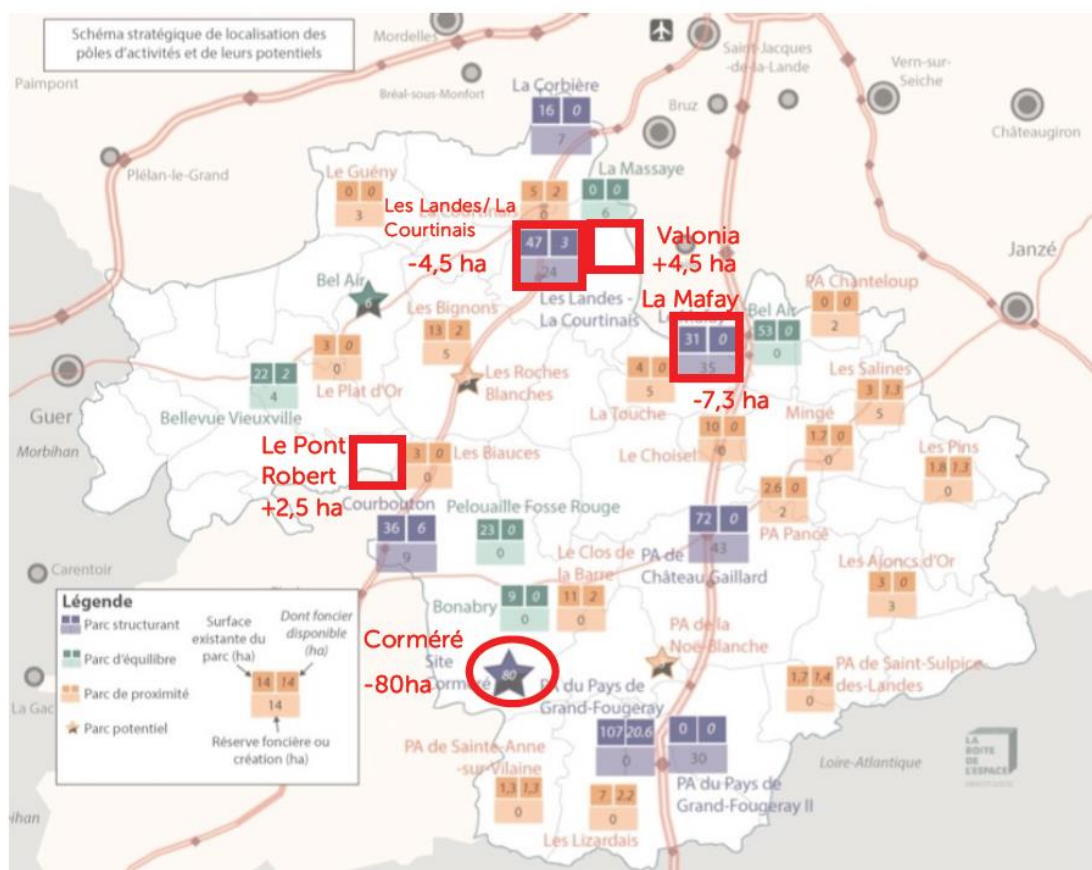 Schéma stratégique de localisation des
pôles d'activités et de leurs potentiels
Mordelles
Saint-Jacques
-de-la-Lande
Vern-sur-
Seiche
Paimpont
Bréal-sous-Monfort
La Corbière
16 0
7
Bruz
Châteaugiron
Plélan-le-Grand
Le Guény
0 0
3
La Massaye
0 0
6
5 2
La Courtinais
0
Les Landes/ La
Courtinais
-4,5 ha
47 3
24
Valonia
+4,5 ha
Janzé
Bel Air
6
Les Landes -
La Courtinais
La Mafay
31 0
35
-7,3 ha
Bel Air
53 0
0
PA Chanteloup
0 0
2
Les Bignons
13 2
5
3 0
0
Le Plat d'Or
Les Roches
Blanches
4 0
5
La Touche
Les Salines
3 1.3
5
22 2
4
Bellevue Vieuxville
Guer
Morbihan
Mingé
1.7 0
0
10 0
0
Le Choisel
Les Pins
1.8 1.3
0
Le Pont
Robert
+2,5 ha
3 0
0
Les Biauces
2.6 0
2
PA Pancé
Courbouton
36 6
9
Pelouaille Fosse Rouge
23 0
0
72 0
43
PA de
Château Gaillard
Le Clos de
la Barre
11 2
0
Les Ajoncs d'Or
3 0
3
Carentoir
Bonabry
9 0
0
PA de la
Noë-Blanche
Corméré
-80ha
Site
Corméré
80
PA du Pays de
Grand-Fougeray
107 20.6
0
0 0
30
PA du Pays de
Grand-Fougeray II
1,7 1,4
0
PA de Saint-Sulpice
des-Landes
La Gac
PA de Sainte-Anne
-sur-Vilaine
1,3 1,3
0
7 2.2
0
Les Lizardais
Loire-Atlantique
LA
BOITE
DE
L'ESPACE
Légende
Parc structurant
Parc d'équilibre
Parc de proximité
Parc potentiel
Surface
existante du
parc (ha)
Dont foncier
disponible
(ha)
14 14
14
Réserve foncière ou
création (ha)